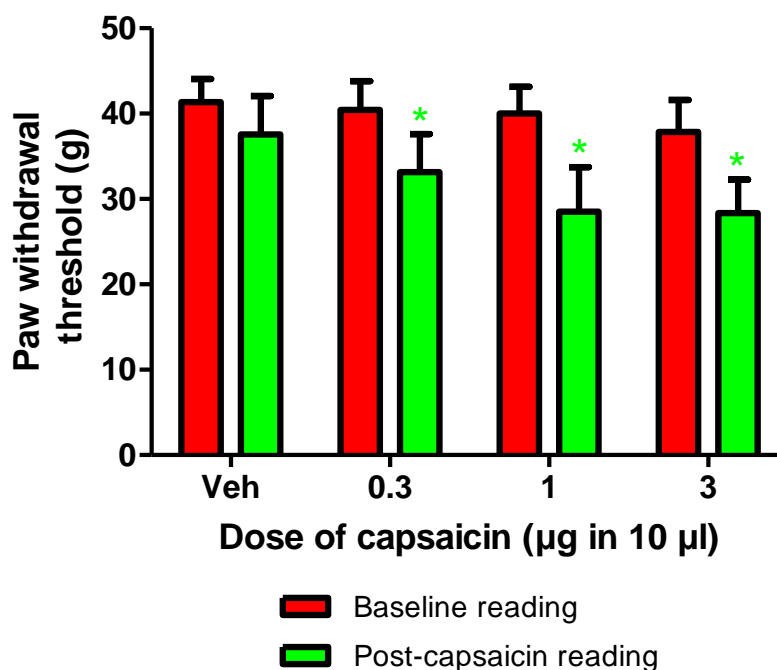 Paw withdrawal
threshold (g)
50
40
30
20
10
0
*
*
*
Veh 0.3 1 3
Dose of capsaicin (µg in 10 µl)
Baseline reading
Post-capsaicin reading